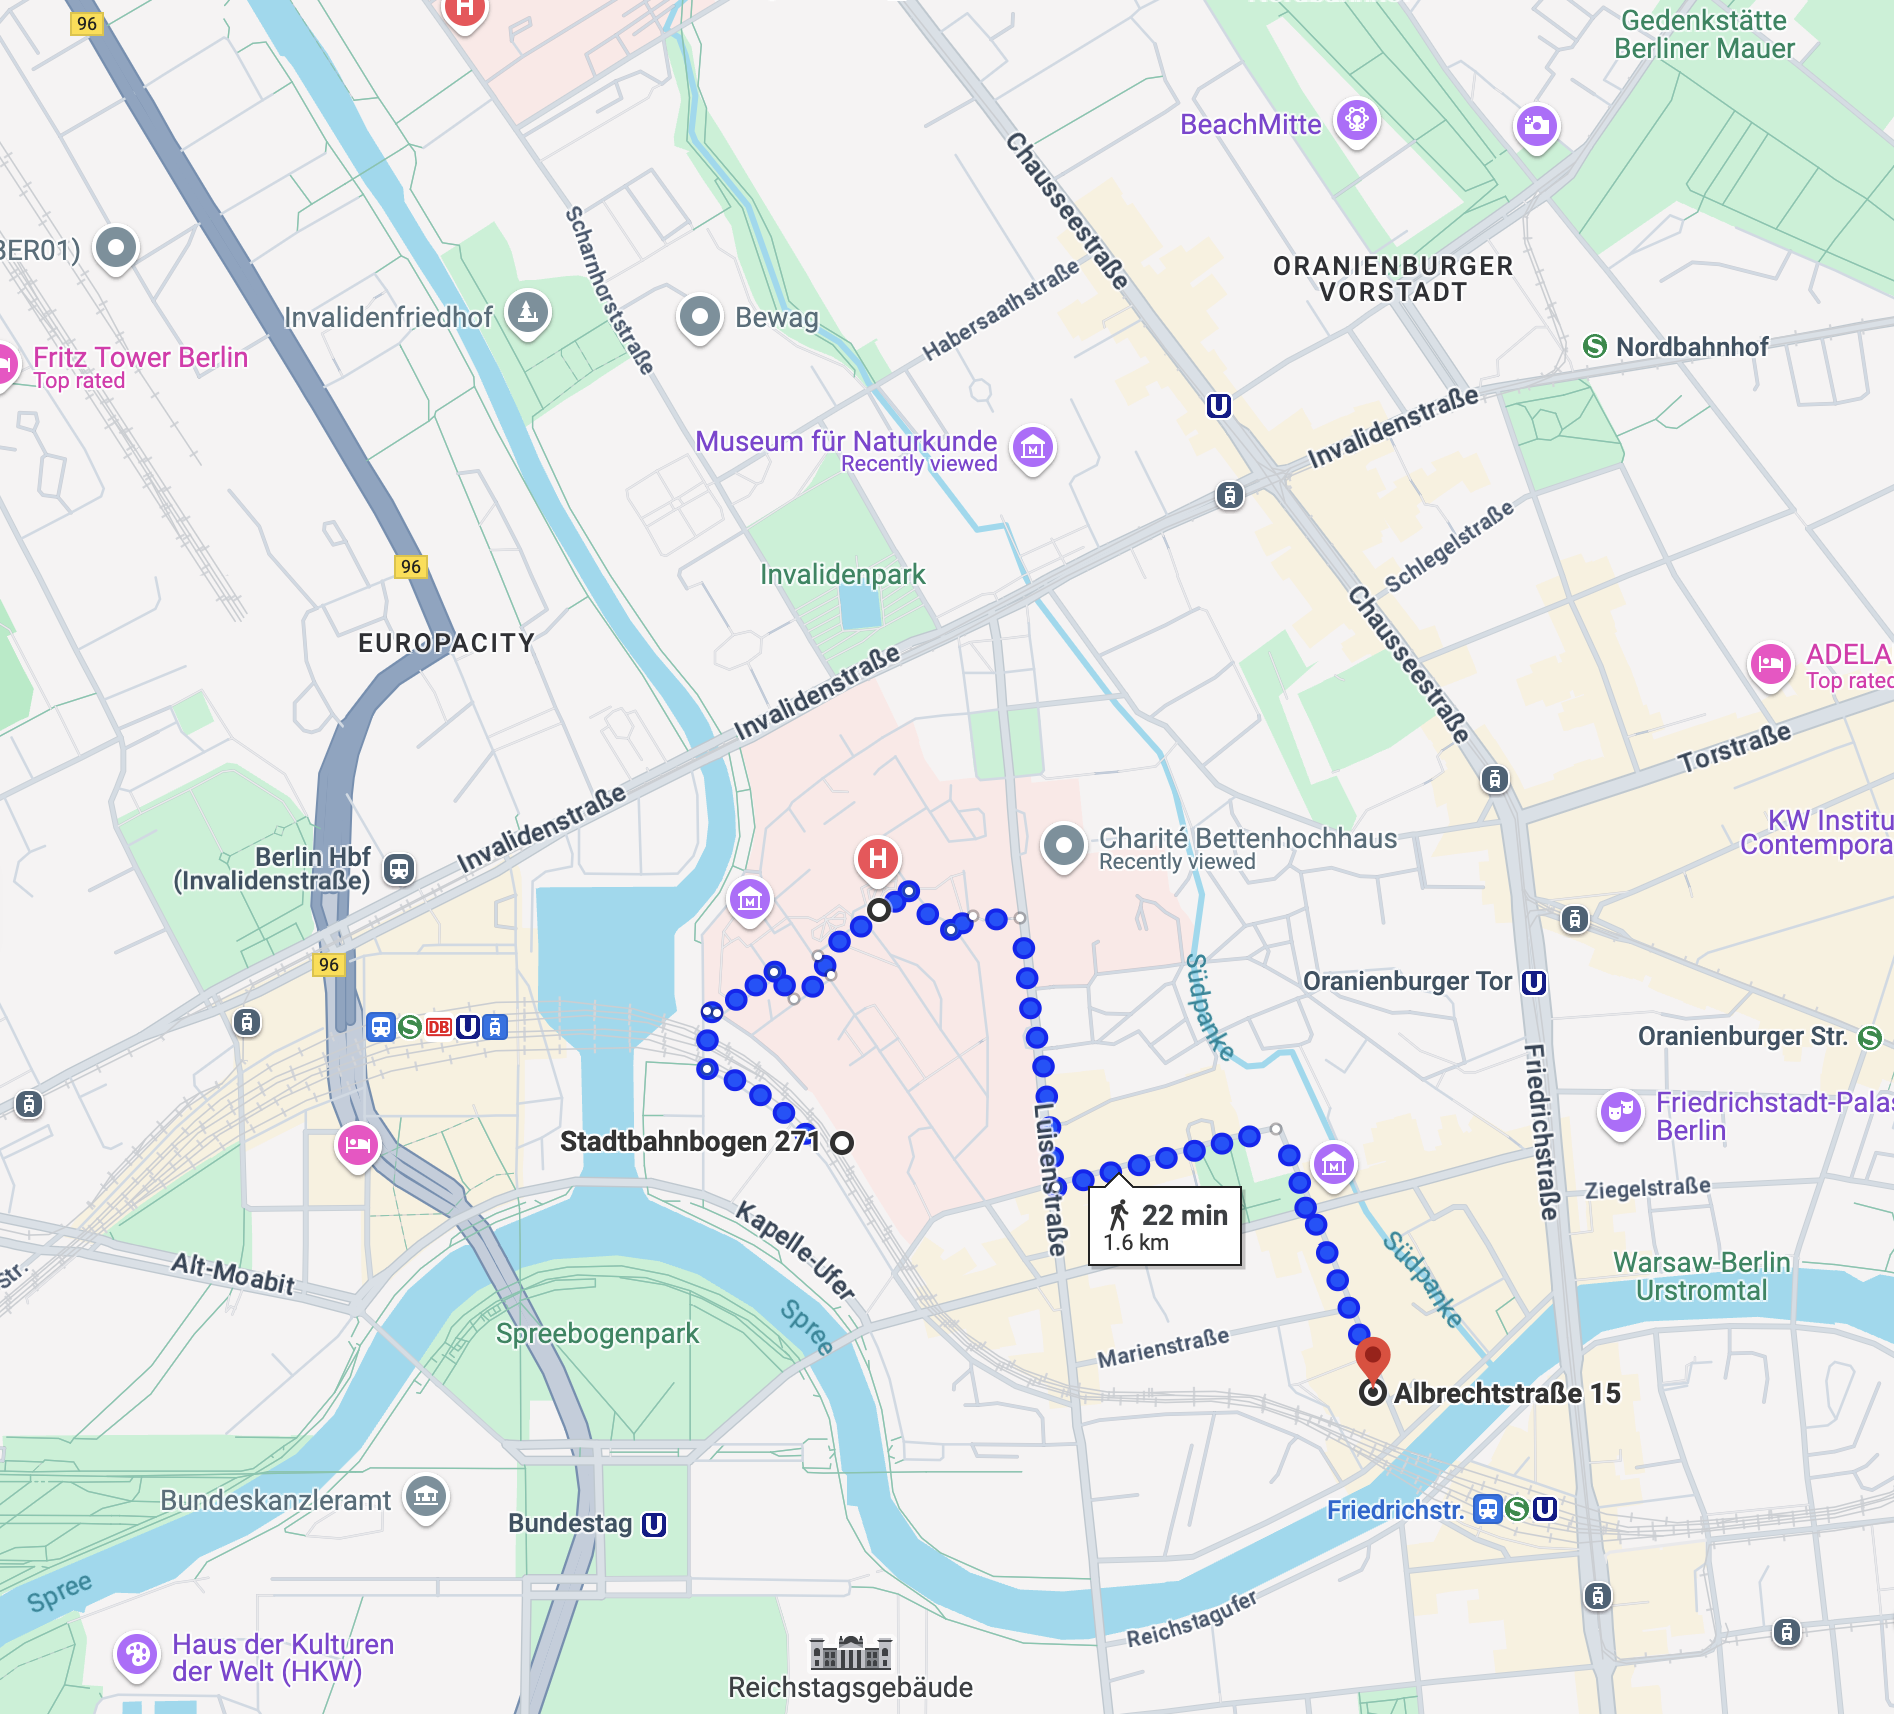 96
H
Gedenkstätte
Berliner Mauer
BeachMitte
Chausseestraße
Scharnhorststraße
BER01)
ORANIENBURGER
VORSTADT
Habersaathstraße
Invalidenfriedhof
Bewag
Nordbahnhof
S
Fritz Tower Berlin
Top rated
U
Invalidenstraße
Museum für Naturkunde
Recently viewed
M
Schlegelstraße
96
Invalidenpark
Chausseestraße
EUROPACITY
Invalidenstraße
ADELA
Top rated
Torstraße
Invalidenstraße
KW Institu
Contempora
Berlin Hbf
(Invalidenstraße)
H
Charité Bettenhochhaus
Recently viewed
M
96
Südpanke
Oranienburger Tor U
S DB U
Oranienburger Str. S
Friedrichstraße
Luisenstraße
Friedrichstadt-Palas
Berlin
Stadtbahnbogen 271
M
Ziegelstraße
22 min
1.6 km
Kapelle-Ufer
Alt-Moabit
str.
Südpanke
Warsaw-Berlin
Urstromtal
Spree
Spreebogenpark
Marienstraße
Albrechtstraße 15
Bundeskanzleramt
Bundestag U
Friedrichstr. S U
Spree
Reichstagufer
Haus der Kulturen
der Welt (HKW)
Reichstagsgebäude